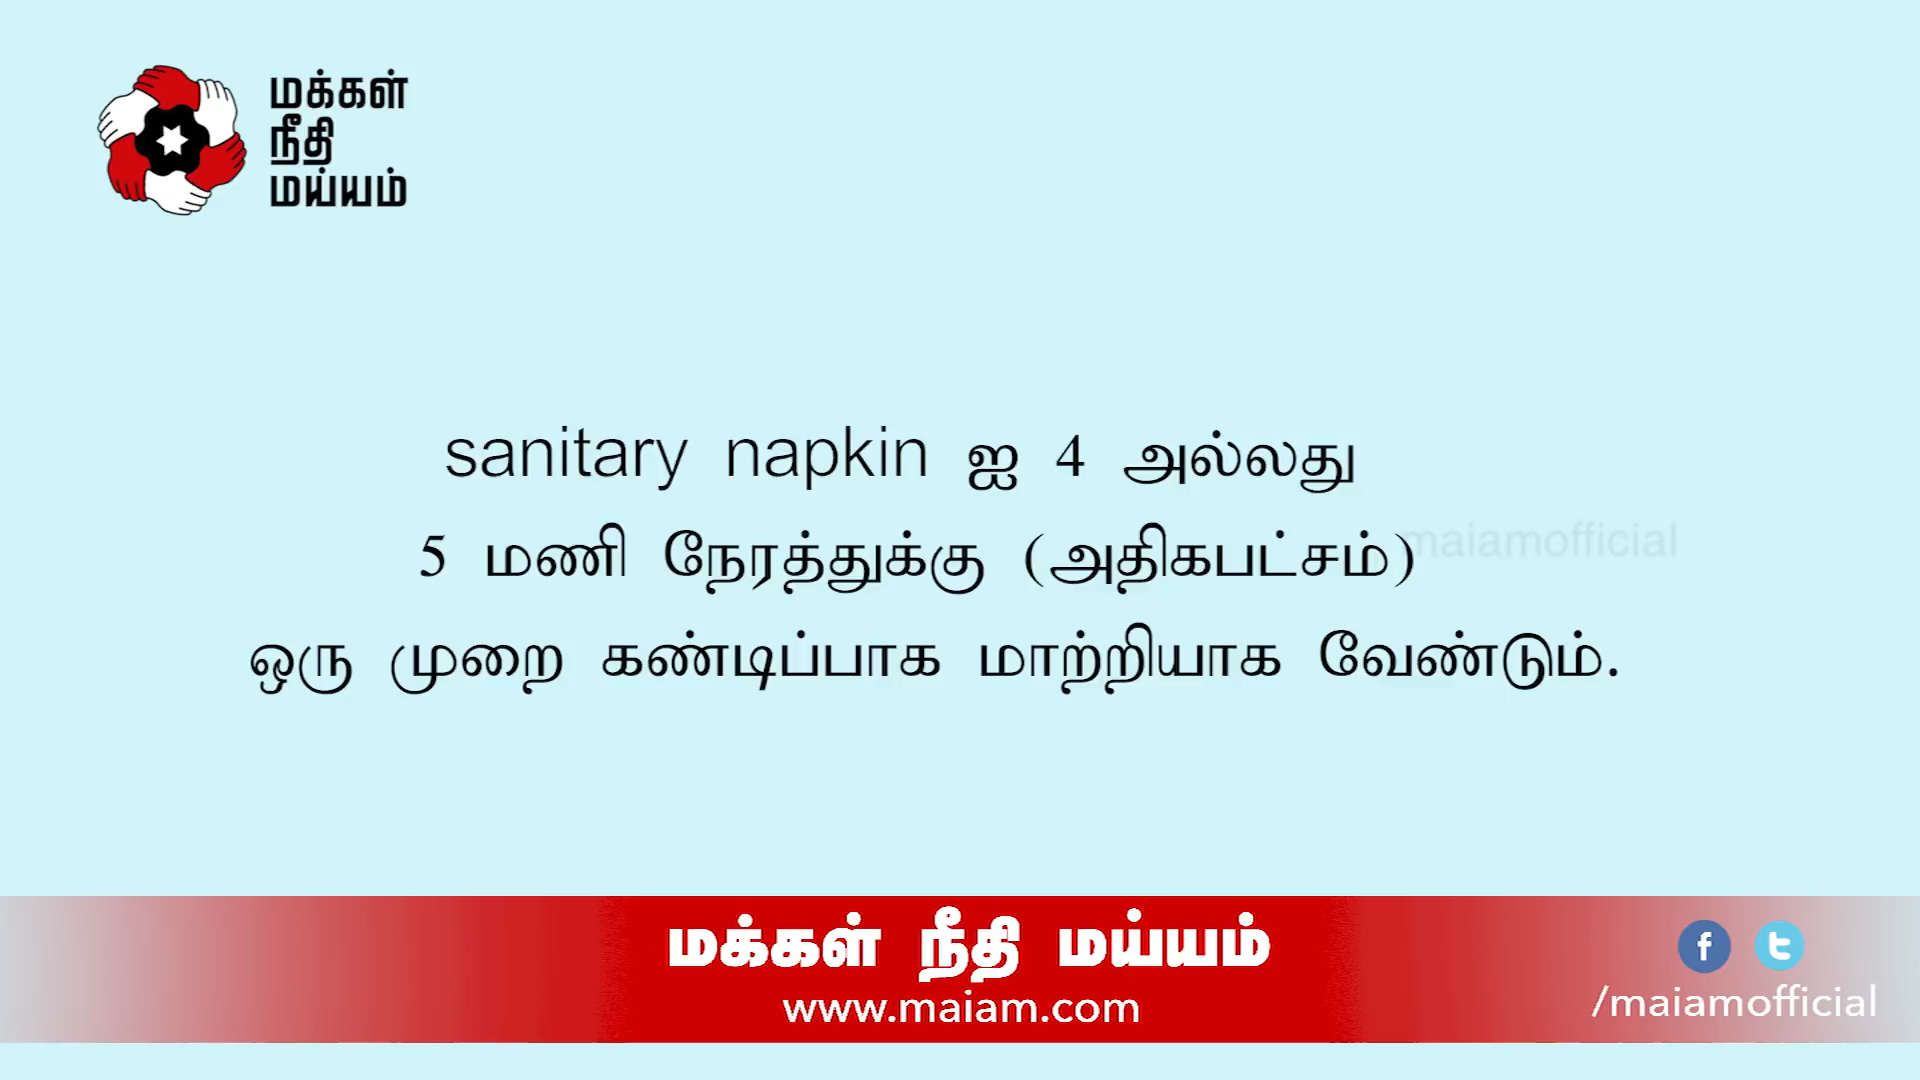 மக்கள்
நீதி
மய்யம்
sanitary napkin ஐ 4 அல்லது
5 மணி நேரத்துக்கு (அதிகபட்சம்)
maiamofficial
ஒரு முறை கண்டிப்பாக மாற்றியாக வேண்டும்.
மக்கள் நீதி மய்யம்
www.maiam.com
/maiamofficial